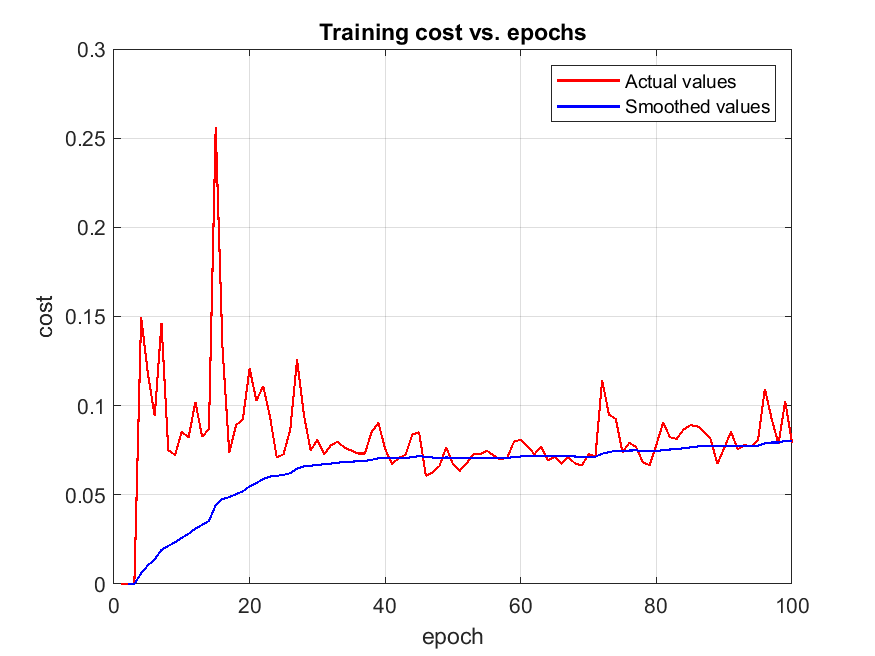 Training cost vs. epochs
0.3
0.25
0.2
0.15
0.1
0.05
0
Actual values
Smoothed values
cost
0 20 40 60 80 100
epoch